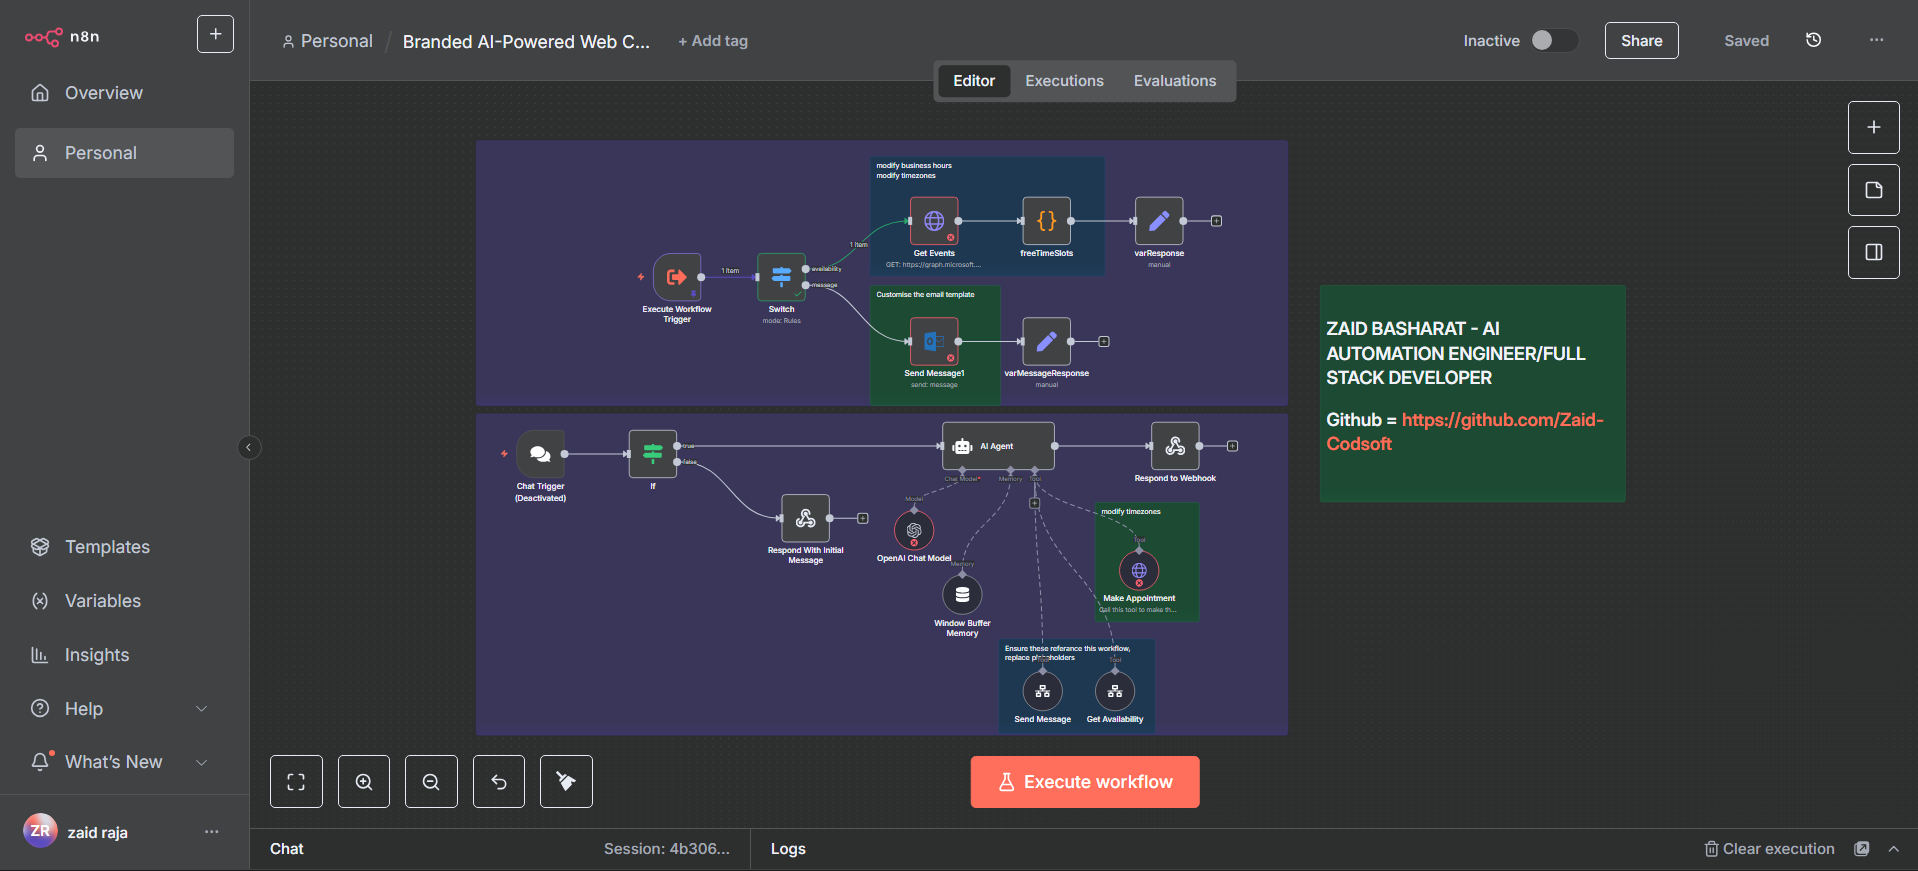 n8n
Personal / Branded AI-Powered Web C... + Add tag
Inactive
Share
Saved
Editor
Executions
Evaluations
Overview
Personal
Templates
Variables
Insights
Help
What's New
ZR
zaid raja
modify business hours
modify timezones
Get Events
GET: https://graph.microsoft....
freeTimeSlots
varResponse
manual
1 item
1 item
availability
message
Execute Workflow
Trigger
Switch
mode: Rules
Customise the email template
Send Message1
send: message
varMessageResponse
manual
ZAID BASHARAT - AI
AUTOMATION ENGINEER/FULL
STACK DEVELOPER
Github = https://github.com/Zaid-
Codsoft
Chat Trigger
(Deactivated)
If
true
false
Respond With Initial
Message
AI Agent
Chat Model*
Memory
Tool
Respond to Webhook
Model
OpenAI Chat Model
Memory
Window Buffer
Memory
modify timezones
Tool
Make Appointment
Call this tool to make th...
Ensure these referance this workflow,
replace placeholders
Tool
Tool
Send Message
Get Availability
Execute workflow
Chat
Session: 4b306...
Logs
Clear execution